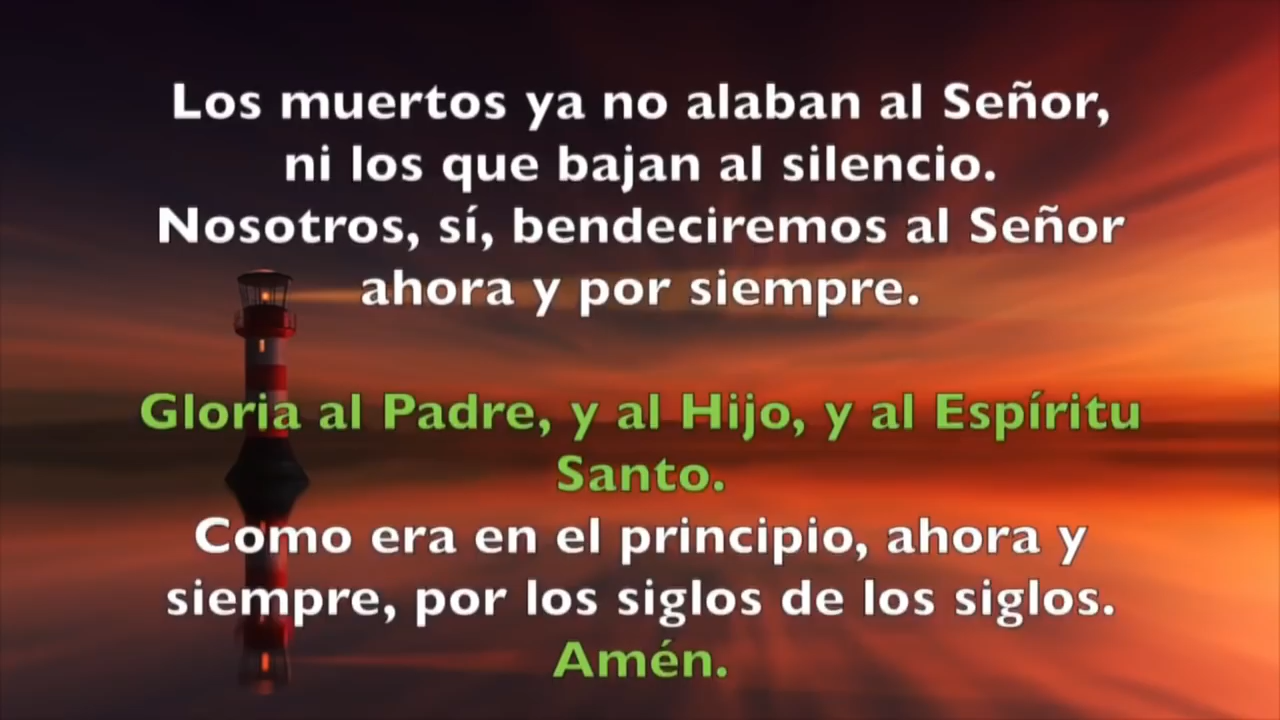 Los muertos ya no alaban al Señor,
ni los que bajan al silencio.
Nosotros, sí, bendeciremos al Señor
ahora y por siempre.
Gloria al Padre, y al Hijo, y al Espíritu
Santo.
Como era en el principio, ahora y
siempre, por los siglos de los siglos.
Amén.